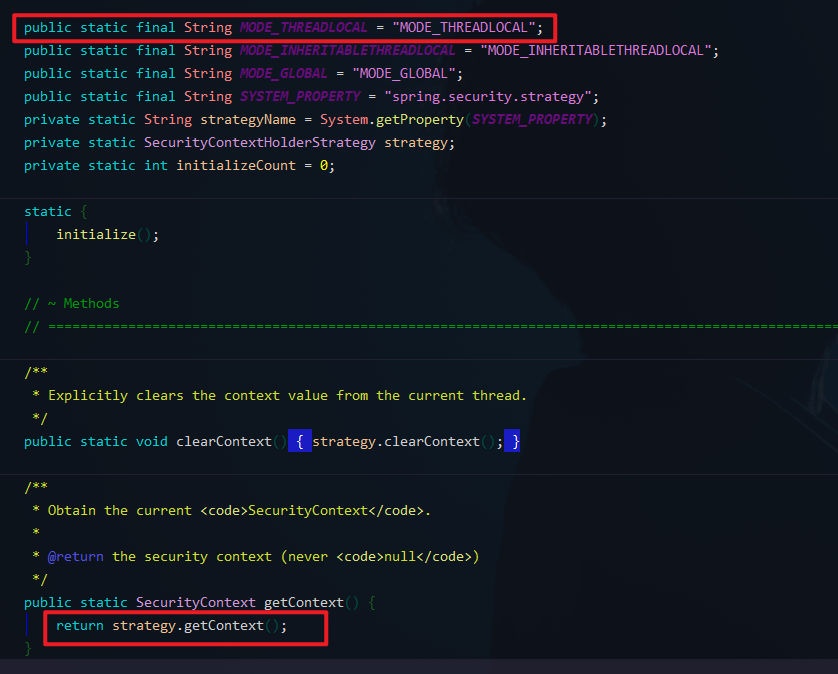 public static final String MODE_THREADLOCAL = "MODE_THREADLOCAL";
public static final String MODE_INHERITABLETHREADLOCAL = "MODE_INHERITABLETHREADLOCAL";
public static final String MODE_GLOBAL = "MODE_GLOBAL";
public static final String SYSTEM_PROPERTY = "spring.security.strategy";
private static String strategyName = System.getProperty(SYSTEM_PROPERTY);
private static SecurityContextHolderStrategy strategy;
private static int initializeCount = 0;
static {
initialize();
}
// ~ Methods
// ===================================================================================================
/**
* Explicitly clears the context value from the current thread.
*/
public static void clearContext() { strategy.clearContext(); }
/**
* Obtain the current <code>SecurityContext</code>.
*
* @return the security context (never <code>null</code>)
*/
public static SecurityContext getContext() {
return strategy.getContext();
}